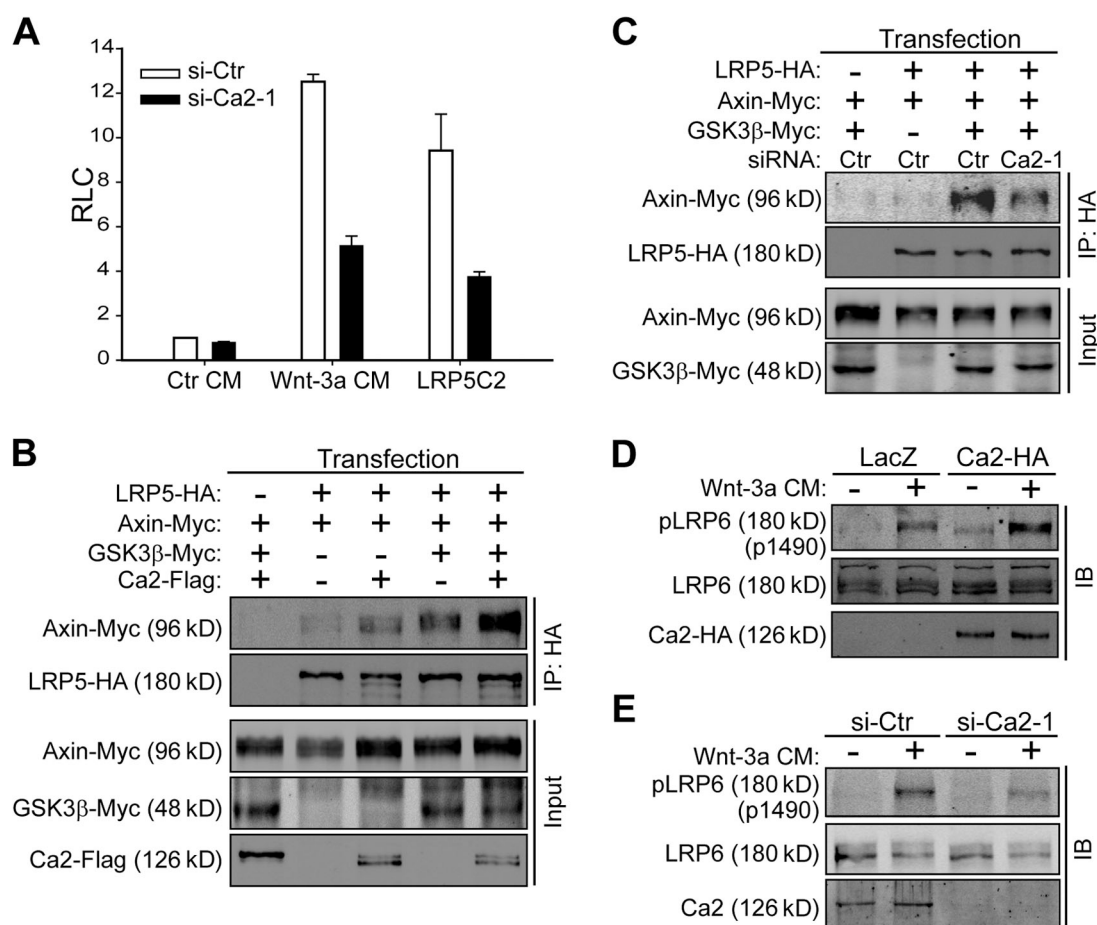 A
RLC
14
12
10
8
6
4
2
0
si-Ctr
si-Ca2-1
Ctr CM Wnt-3a CM LRP5C2
B
Transfection
LRP5-HA: - + + + +
Axin-Myc: + + + + +
GSK3β-Myc: + - - + +
Ca2-Flag: + - + - +
Axin-Myc (96 kD)
LRP5-HA (180 kD)
IP: HA
Axin-Myc (96 kD)
GSK3β-Myc (48 kD)
Ca2-Flag (126 kD)
Input
C
Transfection
LRP5-HA: - + + +
Axin-Myc: + + + +
GSK3β-Myc: + - + +
siRNA: Ctr Ctr Ctr Ca2-1
Axin-Myc (96 kD)
LRP5-HA (180 kD)
IP: HA
Axin-Myc (96 kD)
GSK3β-Myc (48 kD)
Input
D
LacZ Ca2-HA
Wnt-3a CM: - + - +
pLRP6 (180 kD)
(p1490)
LRP6 (180 kD)
Ca2-HA (126 kD)
IB
E
si-Ctr si-Ca2-1
Wnt-3a CM: - + - +
pLRP6 (180 kD)
(p1490)
LRP6 (180 kD)
Ca2 (126 kD)
IB